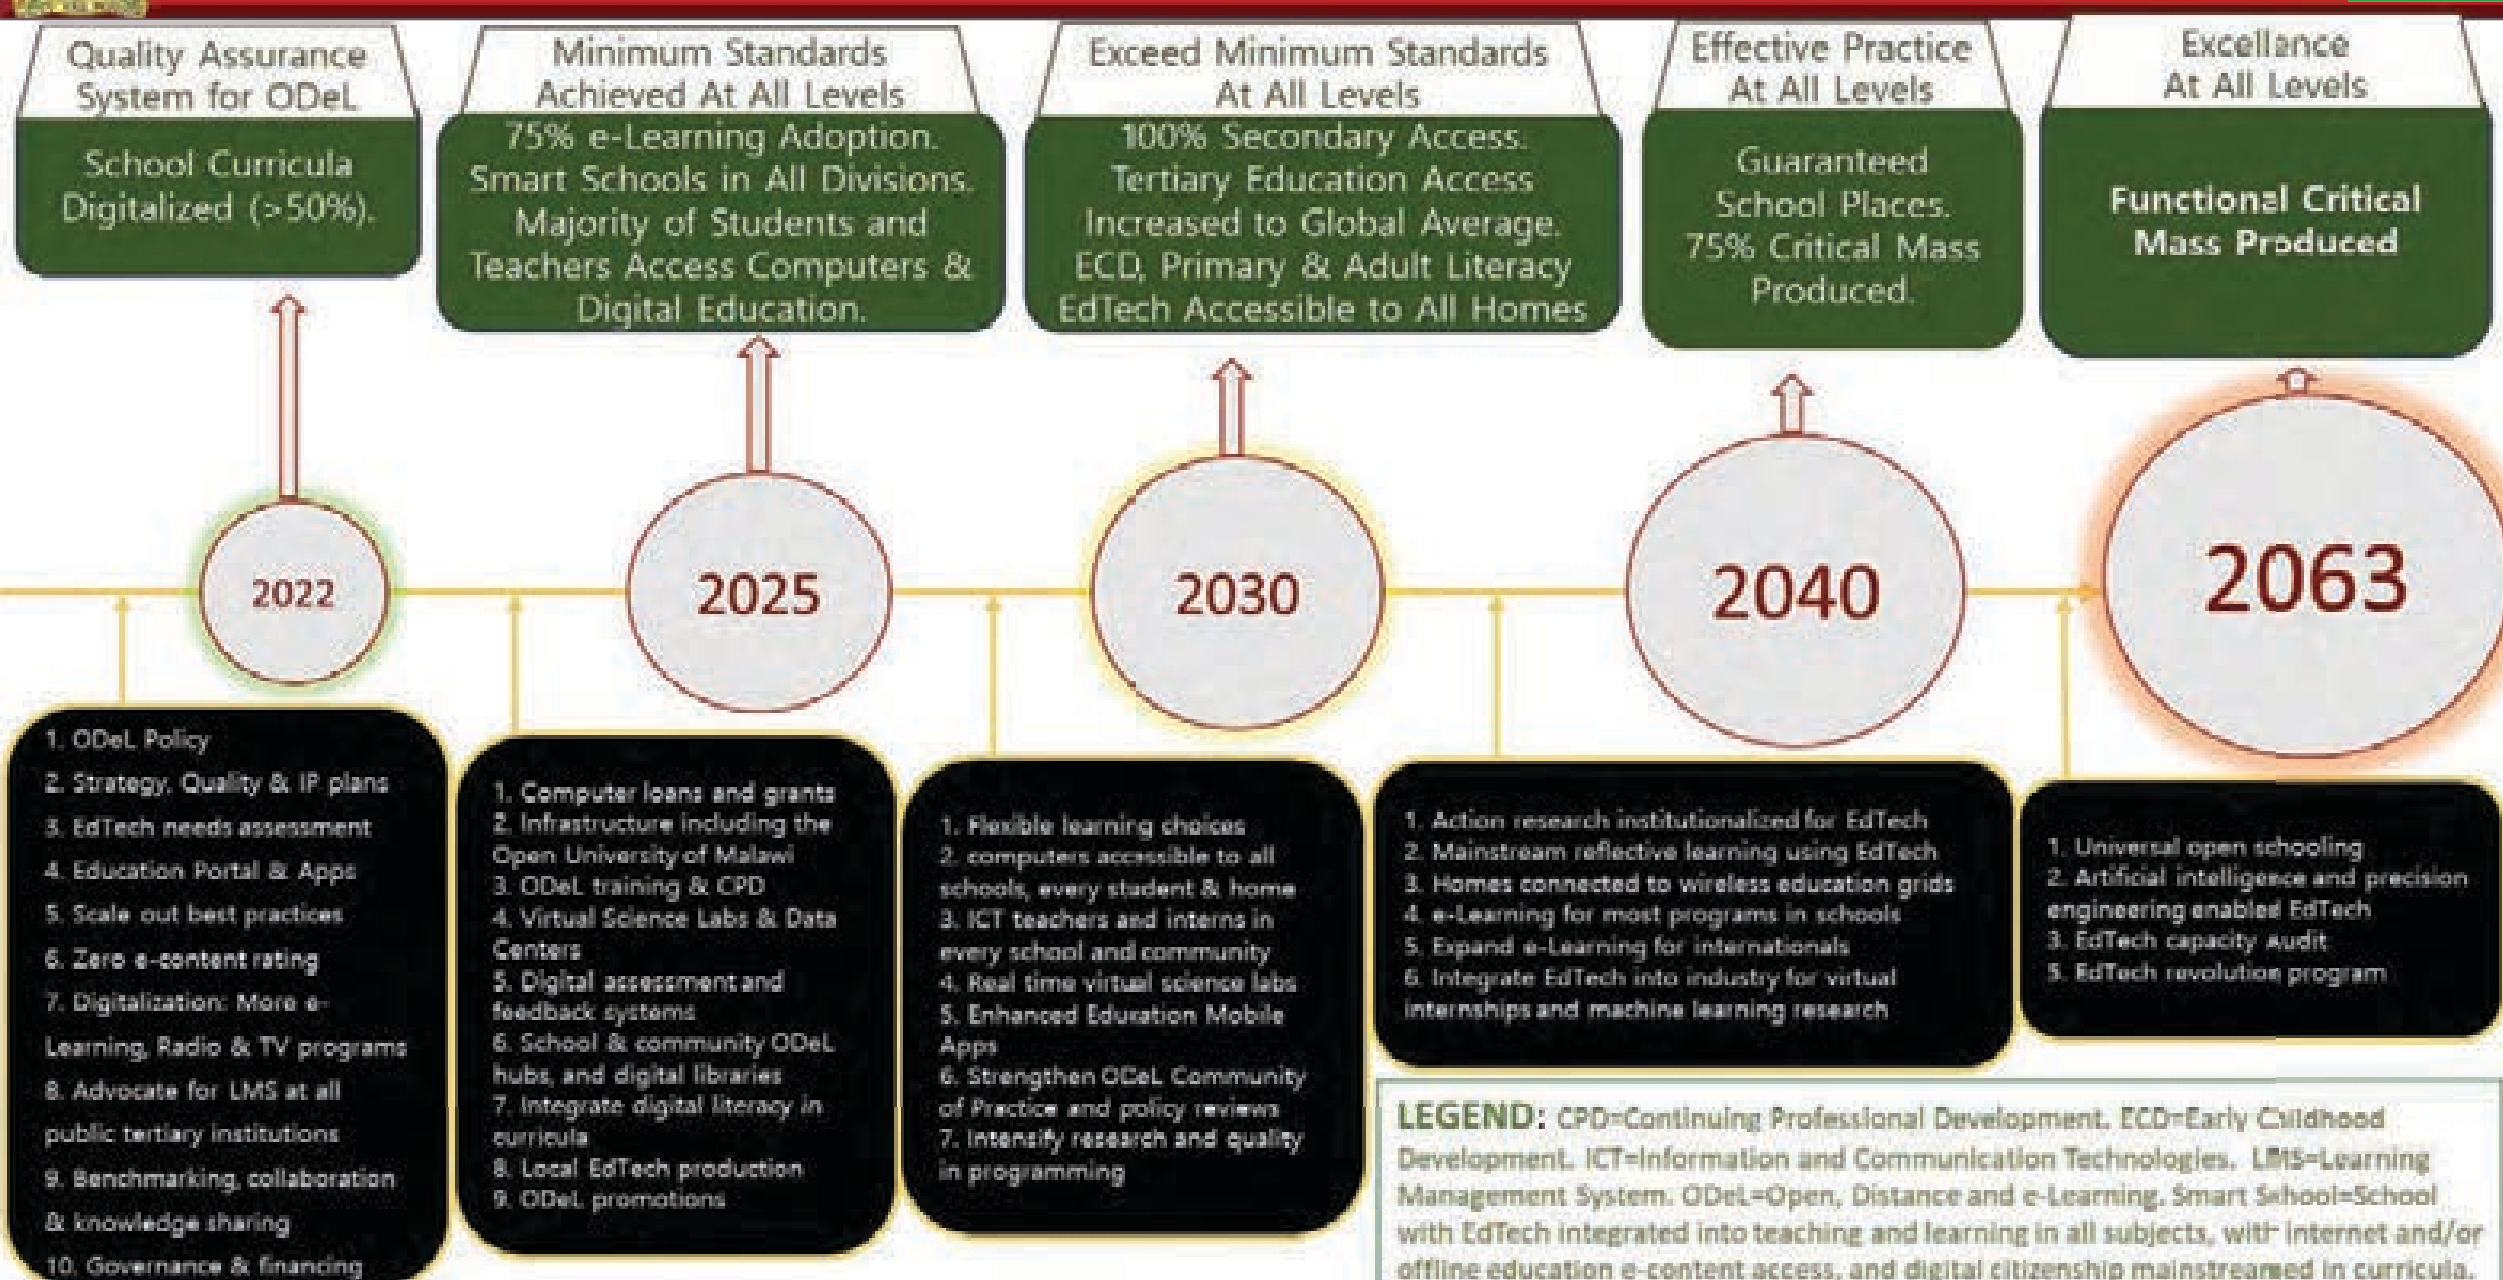 Quality Assurance
System for ODeL
School Curricula
Digitalized (>50%).
Minimum Standards
Achieved At All Levels
75% e-Learning Adoption.
Smart Schools in All Divisions.
Majority of Students and
Teachers Access Computers &
Digital Education.
Exceed Minimum Standards
At All Levels
100% Secondary Access.
Tertiary Education Access
Increased to Global Average.
ECD, Primary & Adult Literacy
EdTech Accessible to All Homes
Effective Practice
At All Levels
Guaranteed
School Places.
75% Critical Mass
Produced.
Excellence
At All Levels
Functional Critical
Mass Produced
2022
2025
2030
2040
2063
1. ODeL Policy
2. Strategy, Quality & IP plans
3. EdTech needs assessment
4. Education Portal & Apps
5. Scale out best practices
6. Zero e-content rating
7. Digitalization: More e-
Learning, Radio & TV programs
8. Advocate for LMS at all
public tertiary institutions
9. Benchmarking, collaboration
& knowledge sharing
10. Governance & financing
1. Computer loans and grants
2. Infrastructure including the
Open University of Malawi
3. ODeL training & CPD
4. Virtual Science Labs & Data
Centers
5. Digital assessment and
feedback systems
6. School & community ODeL
hubs, and digital libraries
7. Integrate digital literacy in
curricula
8. Local EdTech production
9. ODeL promotions
1. Flexible learning choices
2. computers accessible to all
schools, every student & home
3. ICT teachers and interns in
every school and community
4. Real time virtual science labs
5. Enhanced Education Mobile
Apps
6. Strengthen ODeL Community
of Practice and policy reviews
7. Intensify research and quality
in programming
1. Action research institutionalized for EdTech
2. Mainstream reflective learning using EdTech
3. Homes connected to wireless education grids
4. e-Learning for most programs in schools
5. Expand e-Learning for internationals
6. Integrate EdTech into industry for virtual
internships and machine learning research
1. Universal open schooling
2. Artificial intelligence and precision
engineering enabled EdTech
3. EdTech capacity Audit
5. EdTech revolution program
LEGEND: CPD=Continuing Professional Development. ECD=Early Childhood
Development. ICT=Information and Communication Technologies. LMS=Learning
Management System. ODeL=Open, Distance and e-Learning. Smart School=School
with EdTech integrated into teaching and learning in all subjects, with internet and/or
offline education e-content access, and digital citizenship mainstreamed in curricula.